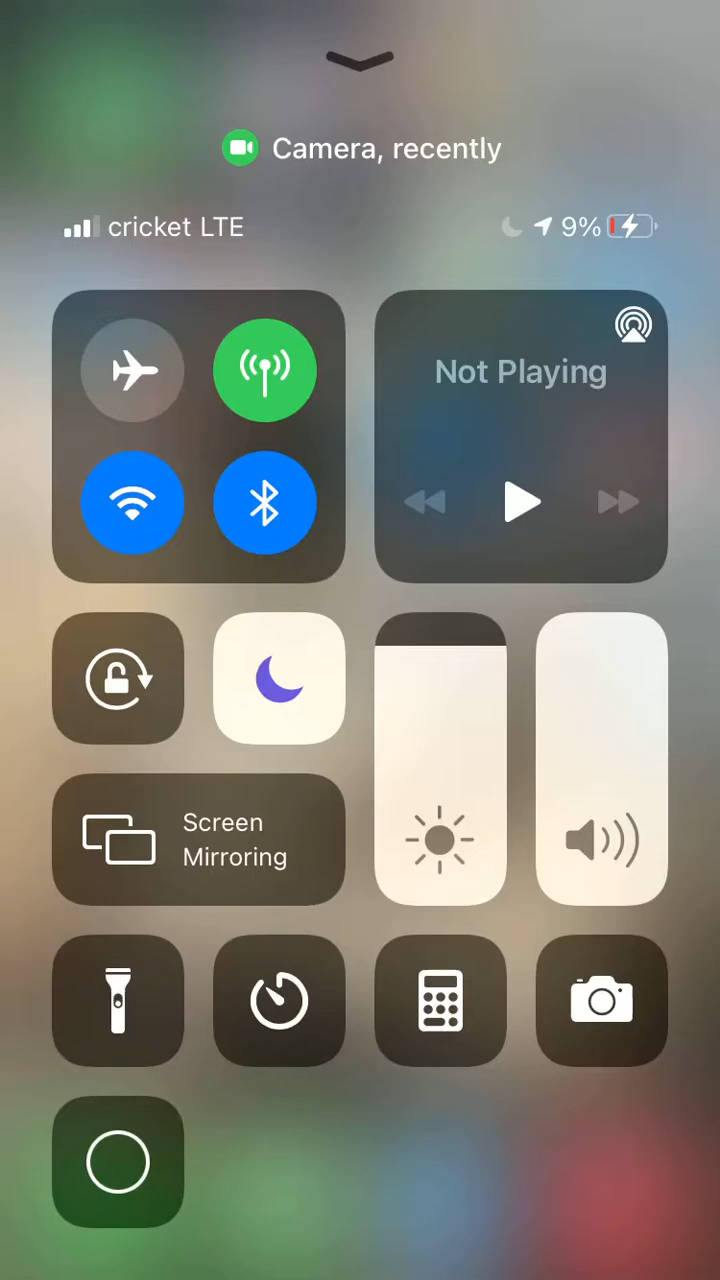 Camera, recently
cricket LTE
9%
Not Playing
Screen
Mirroring